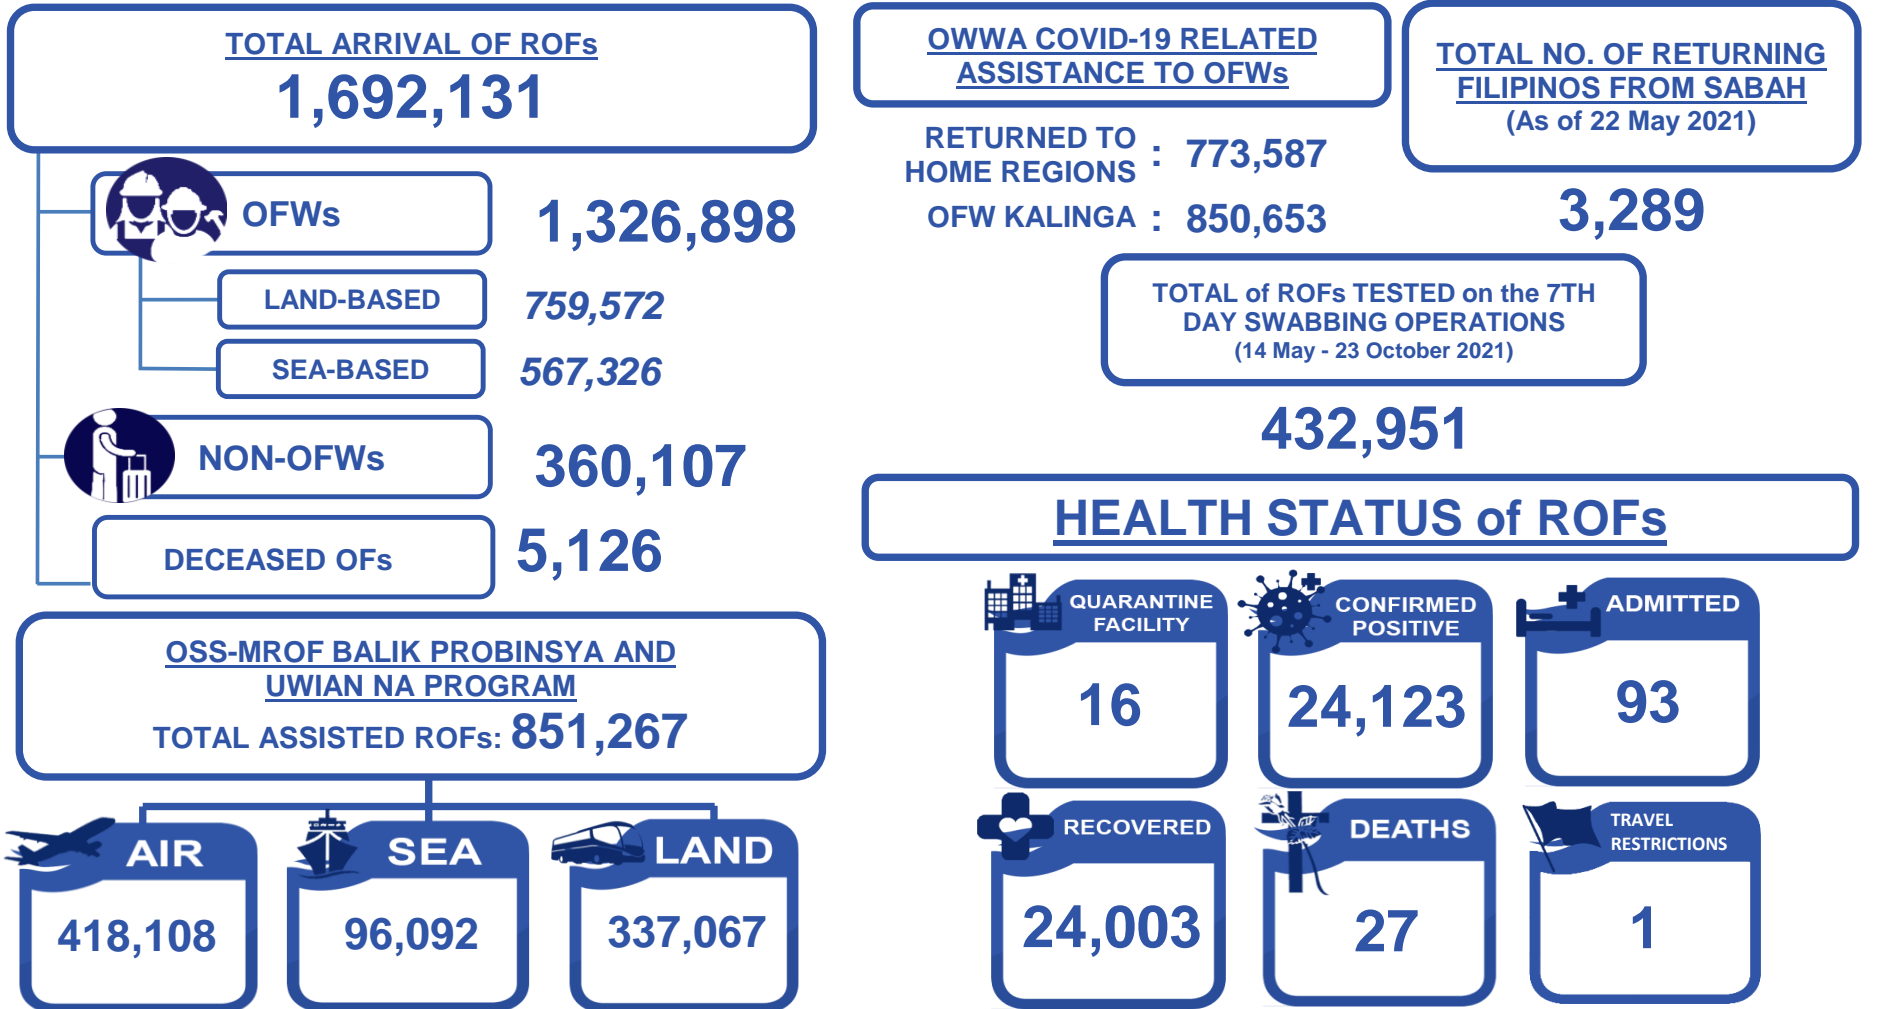 TOTAL ARRIVAL OF ROFs
1,692,131
OFWs
1,326,898
LAND-BASED
759,572
SEA-BASED
567,326
NON-OFWs
360,107
DECEASED OFs
5,126
OSS-MROF BALIK PROBINSYA AND
UWIAN NA PROGRAM
TOTAL ASSISTED ROFs: 851,267
AIR
418,108
SEA
96,092
LAND
337,067
OWWA COVID-19 RELATED
ASSISTANCE TO OFWs
RETURNED TO
HOME REGIONS : 773,587
OFW KALINGA : 850,653
TOTAL NO. OF RETURNING
FILIPINOS FROM SABAH
(As of 22 May 2021)
3,289
TOTAL of ROFs TESTED on the 7TH
DAY SWABBING OPERATIONS
(14 May - 23 October 2021)
432,951
HEALTH STATUS of ROFs
QUARANTINE
FACILITY
16
CONFIRMED
POSITIVE
24,123
ADMITTED
93
RECOVERED
24,003
DEATHS
27
TRAVEL
RESTRICTIONS
1